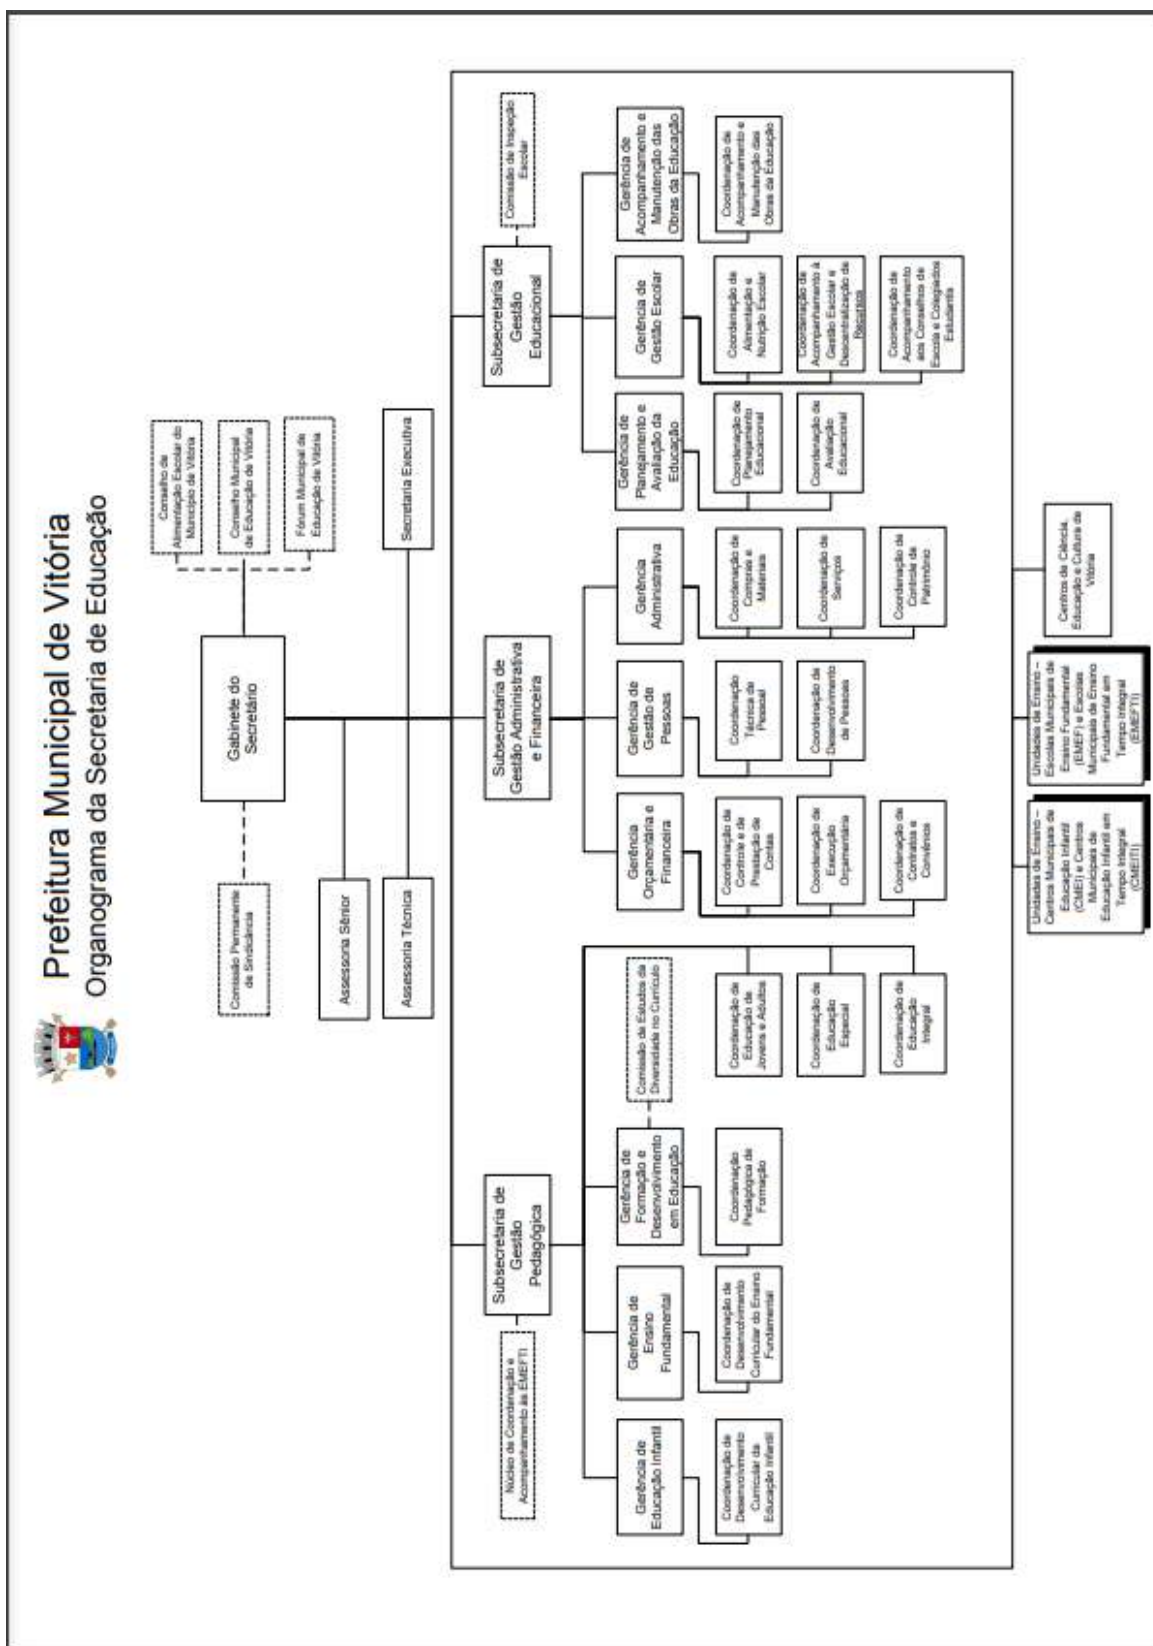 Prefeitura Municipal de Vitória
Organograma da Secretaria de Educação
Conselho de
Alimentação Escolar do
Município de Vitória
Conselho Municipal
de Educação de Vitória
Fórum Municipal de
Educação de Vitória
Gabinete do
Secretário
Comissão Permanente
de Sindicância
Assessoria Sênior
Assessoria Técnica
Secretaria Executiva
Núcleo de Coordenação e
Acompanhamento às EMEFTI
Subsecretaria de
Gestão
Pedagógica
Subsecretaria de
Gestão Administrativa
e Financeira
Subsecretaria de
Gestão
Educacional
Comissão de Inspeção
Escolar
Gerência de
Educação Infantil
Gerência de
Ensino
Fundamental
Gerência de
Formação e
Desenvolvimento
em Educação
Comissão de Estudos da
Diversidade no Currículo
Gerência
Orçamentária e
Financeira
Gerência de
Gestão de
Pessoas
Gerência
Administrativa
Gerência de
Planejamento e
Avaliação da
Educação
Gerência de
Gestão Escolar
Gerência de
Acompanhamento e
Manutenção das
Obras da Educação
Coordenação de
Desenvolvimento
Curricular da
Educação Infantil
Coordenação de
Desenvolvimento
Curricular do Ensino
Fundamental
Coordenação
Pedagógica de
Formação
Coordenação de
Educação de
Jovens e Adultos
Coordenação de
Controle e de
Prestação de
Contas
Coordenação
Técnica de
Pessoal
Coordenação de
Compras e
Materiais
Coordenação de
Planejamento
Educacional
Coordenação de
Alimentação e
Nutrição Escolar
Coordenação de
Acompanhamento e
Manutenção das
Obras da Educação
Coordenação de
Educação
Especial
Coordenação de
Execução
Orçamentária
Coordenação de
Desenvolvimento
de Pessoas
Coordenação de
Serviços
Coordenação de
Avaliação
Educacional
Coordenação de
Acompanhamento à
Gestão Escolar e
Descentralização de
Recursos
Coordenação de
Educação
Integral
Coordenação de
Contratos e
Convênios
Coordenação de
Controle de
Patrimônio
Coordenação de
Acompanhamento
aos Conselhos de
Escola e Colegiados
Estudantis
Unidades de Ensino –
Centros Municipais de
Educação Infantil
(CMEI) e Centros
Municipais de
Educação Infantil em
Tempo Integral
(CMEITI)
Unidades de Ensino –
Escolas Municipais de
Ensino Fundamental
(EMEF) e Escolas
Municipais de Ensino
Fundamental em
Tempo Integral
(EMEFTI)
Centros de Ciência,
Educação e Cultura de
Vitória